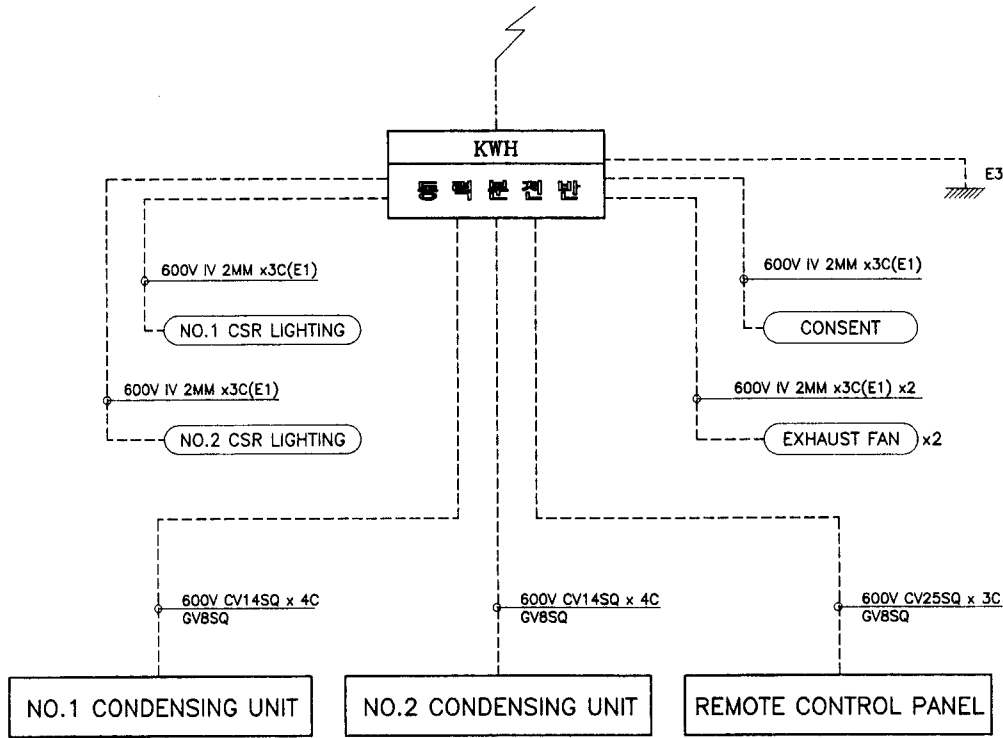 KWH
동력분전반
E3
600V IV 2MM x3C(E1)
NO.1 CSR LIGHTING
600V IV 2MM x3C(E1)
NO.2 CSR LIGHTING
600V IV 2MM x3C(E1)
CONSENT
600V IV 2MM x3C(E1) x2
EXHAUST FAN x2
600V CV14SQ x 4C
GV8SQ
NO.1 CONDENSING UNIT
600V CV14SQ x 4C
GV8SQ
NO.2 CONDENSING UNIT
600V CV25SQ x 3C
GV8SQ
REMOTE CONTROL PANEL